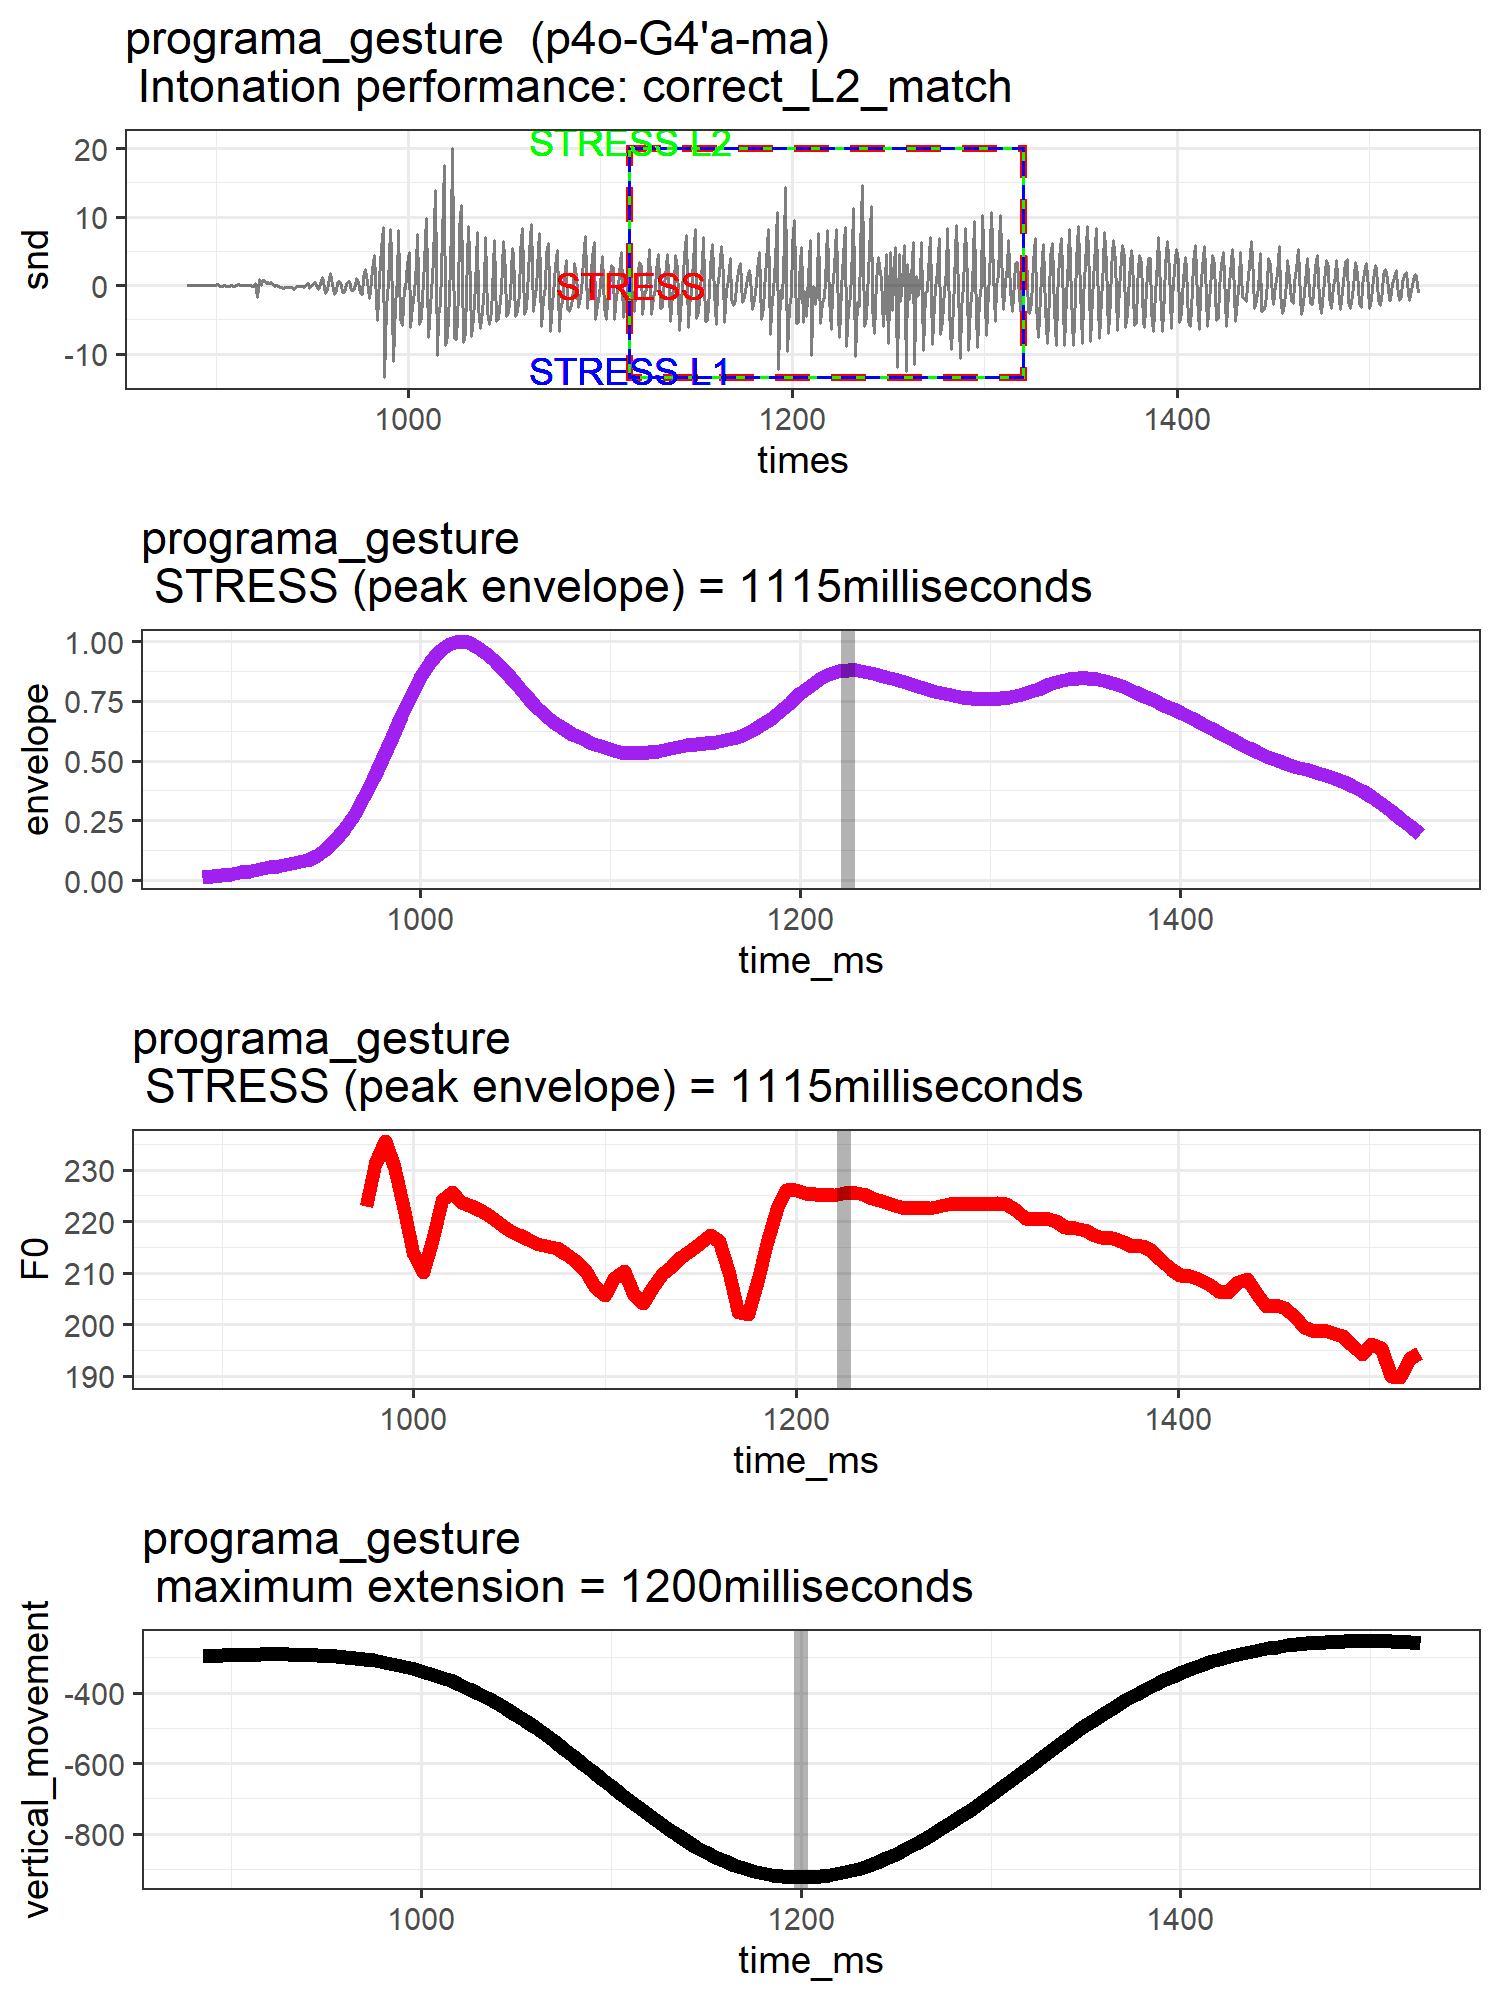 programa_gesture  (p4o-G4'a-ma)
Intonation performance: correct_L2_match
snd
20
10
0
-10
STRESS L2
STRESS
STRESS L1
1000
1200
1400
times
programa_gesture
STRESS (peak envelope) = 1115milliseconds
envelope
1.00
0.75
0.50
0.25
0.00
1000
1200
1400
time_ms
programa_gesture
STRESS (peak envelope) = 1115milliseconds
F0
230
220
210
200
190
1000
1200
1400
time_ms
programa_gesture
maximum extension = 1200milliseconds
vertical_movement
-400
-600
-800
1000
1200
1400
time_ms